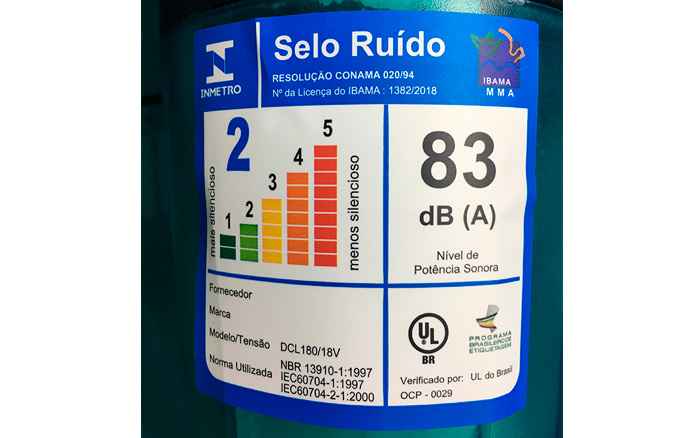 INMETRO
Selo Ruído
RESOLUÇÃO CONAMA 020/94
Nº da Licença do IBAMA : 1382/2018
IBAMA
MMA
2
mais silencioso
1
2
3
4
5
menos silencioso
83
dB (A)
Nível de
Potência Sonora
Fornecedor
Marca
Modelo/Tensão DCL180/18V
Norma Utilizada NBR 13910-1:1997
IEC60704-1:1997
IEC60704-2-1:2000
UL
BR
PROGRAMA
BRASILEIRO DE
ETIQUETAGEM
Verificado por: UL do Brasil
OCP - 0029